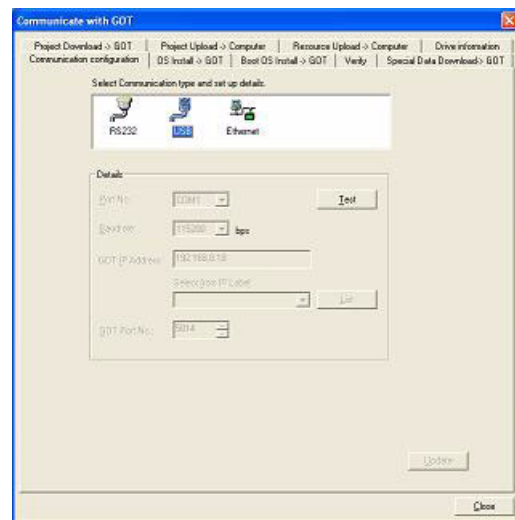 Communicate with GOT
Project Download -> GOT Project Upload -> Computer Resource Upload -> Computer Drive information
Communication configuration OS Install -> GOT Boot OS Install -> GOT Verify Special Data Download-> GOT
Select Communication type and set up details.
RS232 USB Ethernet
Details
Port No.: COM1 Test
Baudrate: 115200 bps
GOT IP Address: 192.168.0.18
Selection IP Label:
List
GOT Port No.: 5014
Update
Close